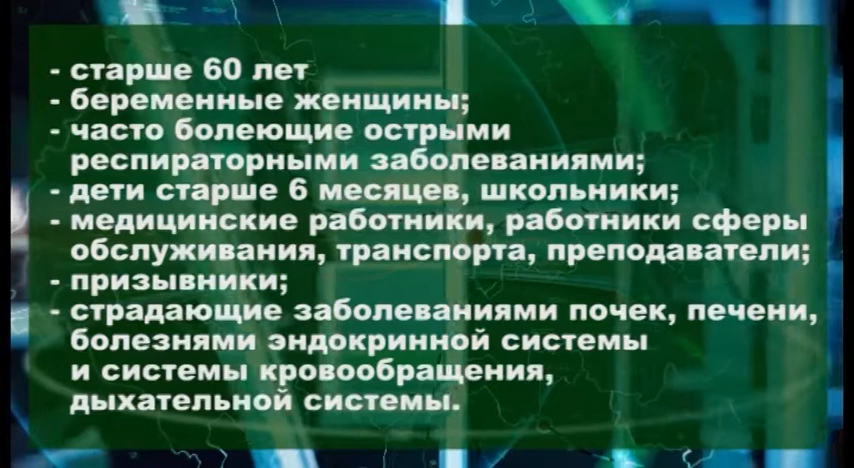 - старше 60 лет
- беременные женщины;
- часто болеющие острыми
респираторными заболеваниями;
- дети старше 6 месяцев, школьники;
- медицинские работники, работники сферы
обслуживания, транспорта, преподаватели;
- призывники;
- страдающие заболеваниями почек, печени,
болезнями эндокринной системы
и системы кровообращения,
дыхательной системы.